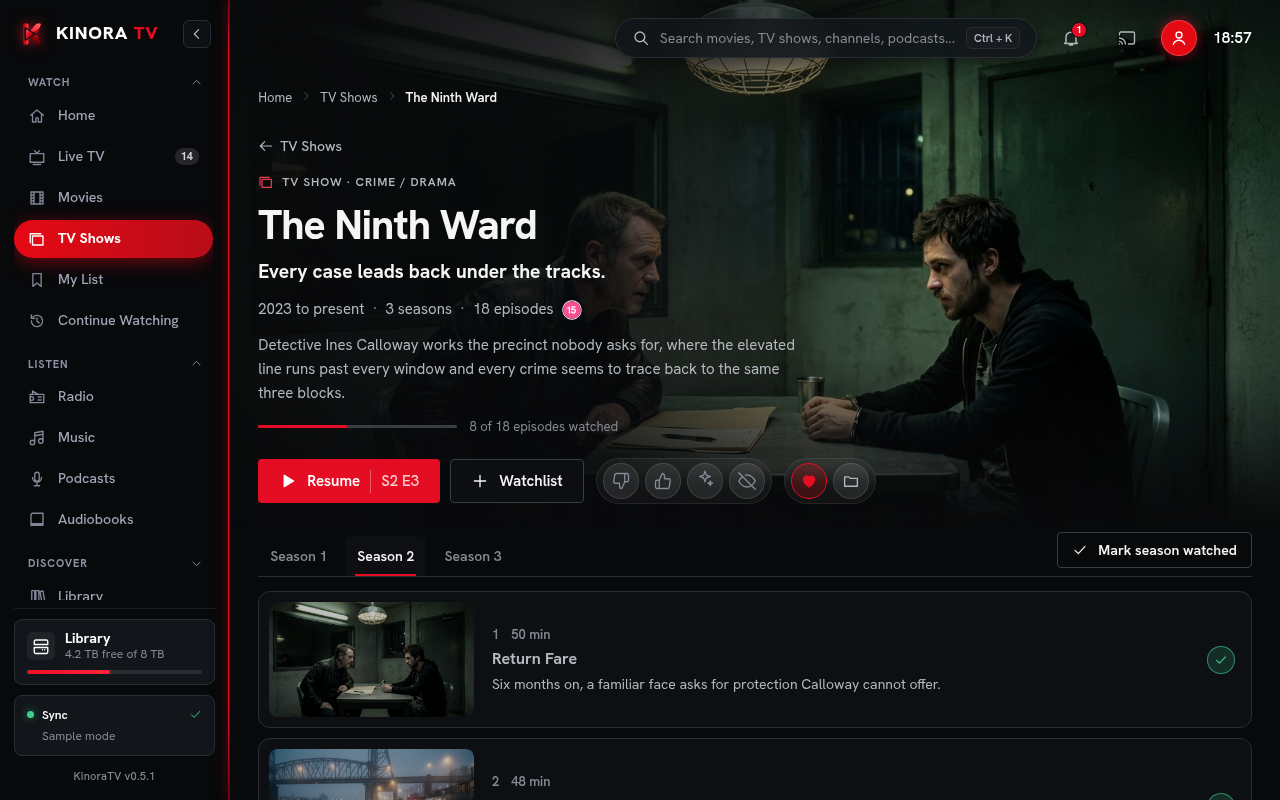 KINORA TV
WATCH
Home
Live TV
14
Movies
TV Shows
My List
Continue Watching
LISTEN
Radio
Music
Podcasts
Audiobooks
DISCOVER
Library
Library
4.2 TB free of 8 TB
Sync
Sample mode
KinoraTV v0.5.1
Search movies, TV shows, channels, podcasts...
Ctrl + K
1
18:57
Home
TV Shows
The Ninth Ward
TV Shows
TV SHOW · CRIME / DRAMA
The Ninth Ward
Every case leads back under the tracks.
2023 to present · 3 seasons · 18 episodes
15
Detective Ines Calloway works the precinct nobody asks for, where the elevated
line runs past every window and every crime seems to trace back to the same
three blocks.
8 of 18 episodes watched
Resume
S2 E3
Watchlist
Season 1
Season 2
Season 3
Mark season watched
1 50 min
Return Fare
Six months on, a familiar face asks for protection Calloway cannot offer.
2 48 min